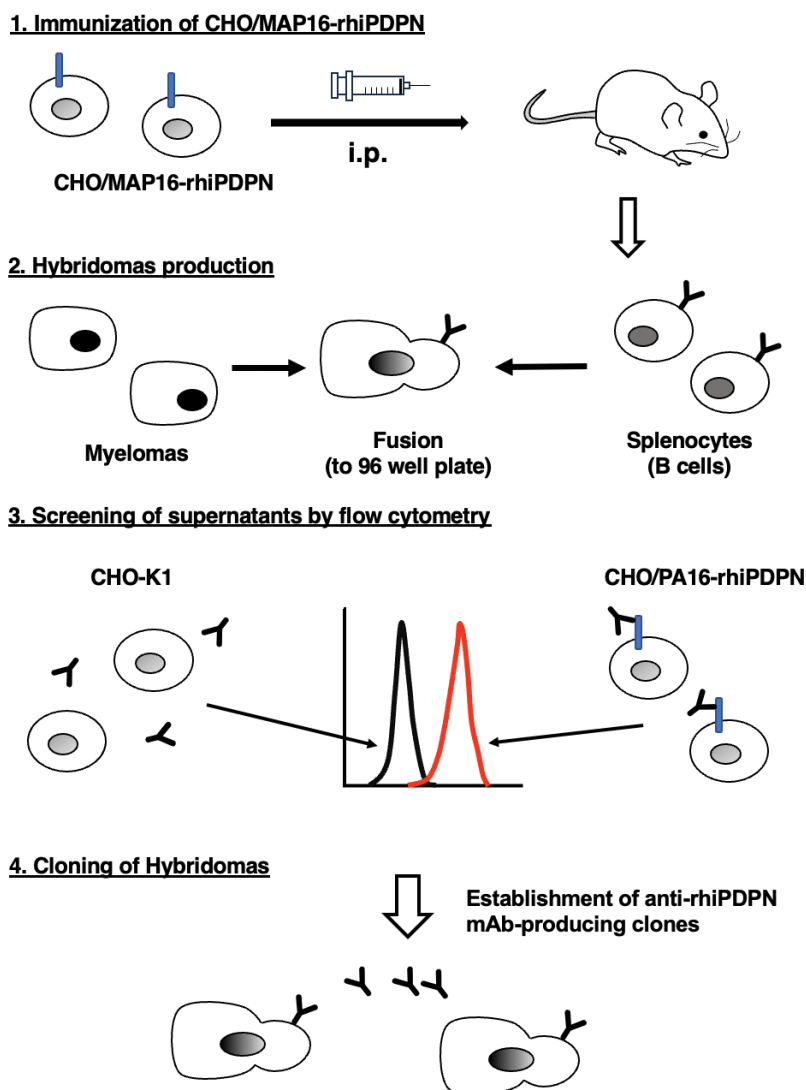 1. Immunization of CHO/MAP16-rhiPDPN
i.p.
CHO/MAP16-rhiPDPN
2. Hybridomas production
Myelomas
Fusion
(to 96 well plate)
Splenocytes
(B cells)
3. Screening of supernatants by flow cytometry
CHO-K1
CHO/PA16-rhiPDPN
4. Cloning of Hybridomas
Establishment of anti-rhiPDPN
mAb-producing clones